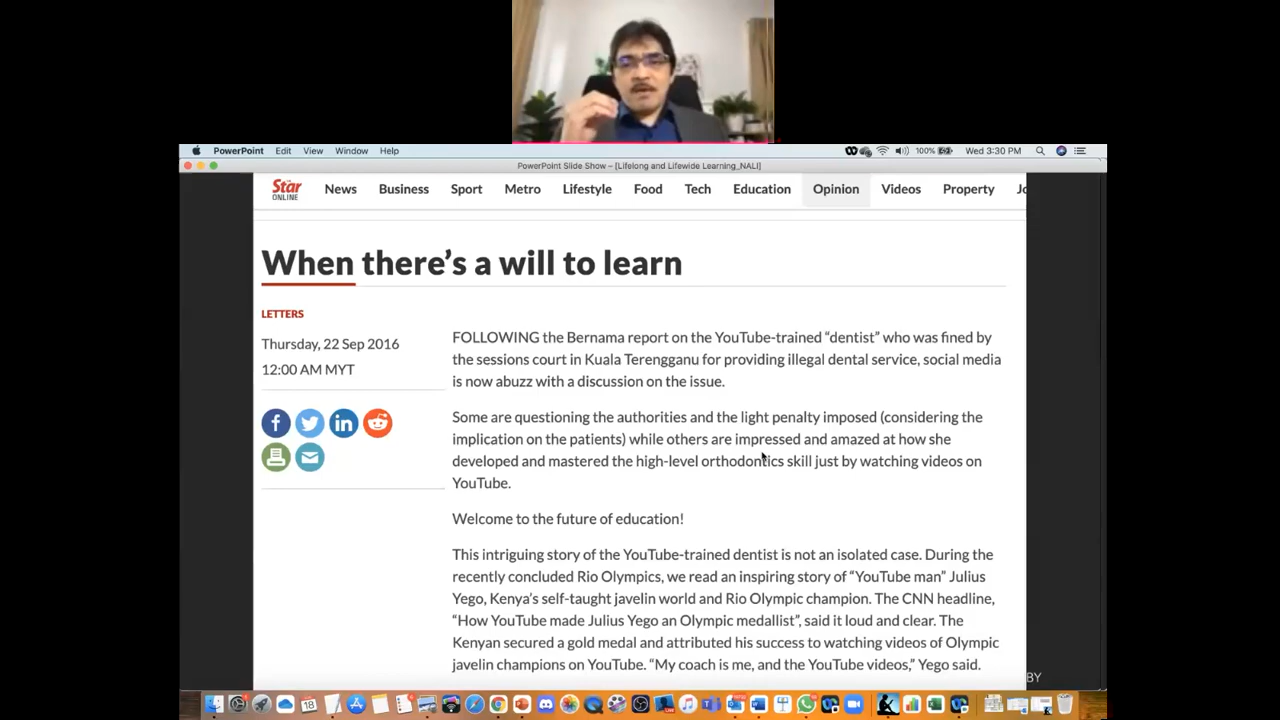 PowerPoint Edit View Window Help 100% Wed 3:30 PM
PowerPoint Slide Show – [Lifelong and Lifewide Learning_NALI]
Star ONLINE News Business Sport Metro Lifestyle Food Tech Education Opinion Videos Property Jo
When there’s a will to learn
LETTERS
Thursday, 22 Sep 2016
12:00 AM MYT
FOLLOWING the Bernama report on the YouTube-trained “dentist” who was fined by
the sessions court in Kuala Terengganu for providing illegal dental service, social media
is now abuzz with a discussion on the issue.
Some are questioning the authorities and the light penalty imposed (considering the
implication on the patients) while others are impressed and amazed at how she
developed and mastered the high-level orthodontics skill just by watching videos on
YouTube.
Welcome to the future of education!
This intriguing story of the YouTube-trained dentist is not an isolated case. During the
recently concluded Rio Olympics, we read an inspiring story of “YouTube man” Julius
Yego, Kenya’s self-taught javelin world and Rio Olympic champion. The CNN headline,
“How YouTube made Julius Yego an Olympic medallist”, said it loud and clear. The
Kenyan secured a gold medal and attributed his success to watching videos of Olympic
javelin champions on YouTube. “My coach is me, and the YouTube videos,” Yego said.
BY